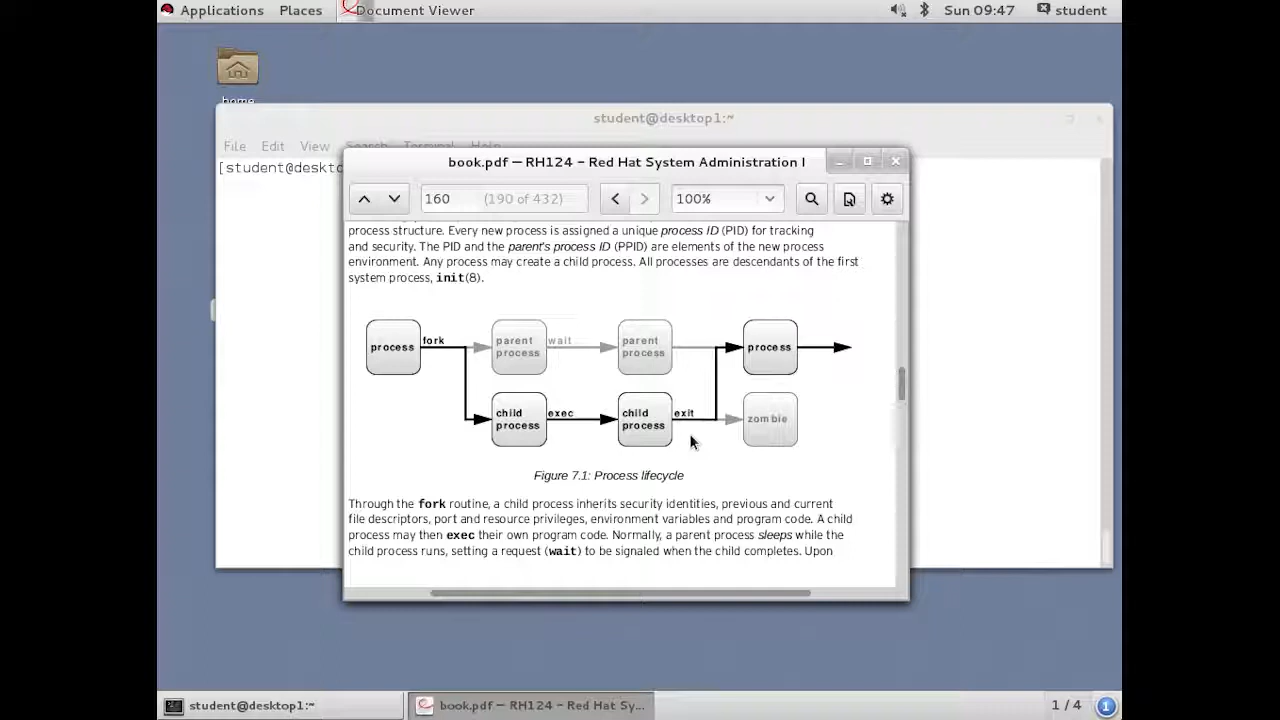 Applications Places Document Viewer Sun 09:47 student
home
student@desktop1:~
File Edit View Search Terminal Help
[student@deskto
book.pdf — RH124 – Red Hat System Administration I
160 (190 of 432) 100%
process structure. Every new process is assigned a unique process ID (PID) for tracking
and security. The PID and the parent's process ID (PPID) are elements of the new process
environment. Any process may create a child process. All processes are descendants of the first
system process, init(8).
process fork parent process wait parent process process
child process exec child process exit zombie
Figure 7.1: Process lifecycle
Through the fork routine, a child process inherits security identities, previous and current
file descriptors, port and resource privileges, environment variables and program code. A child
process may then exec their own program code. Normally, a parent process sleeps while the
child process runs, setting a request (wait) to be signaled when the child completes. Upon
student@desktop1:~ book.pdf — RH124 – Red Hat Sy... 1 / 4 1